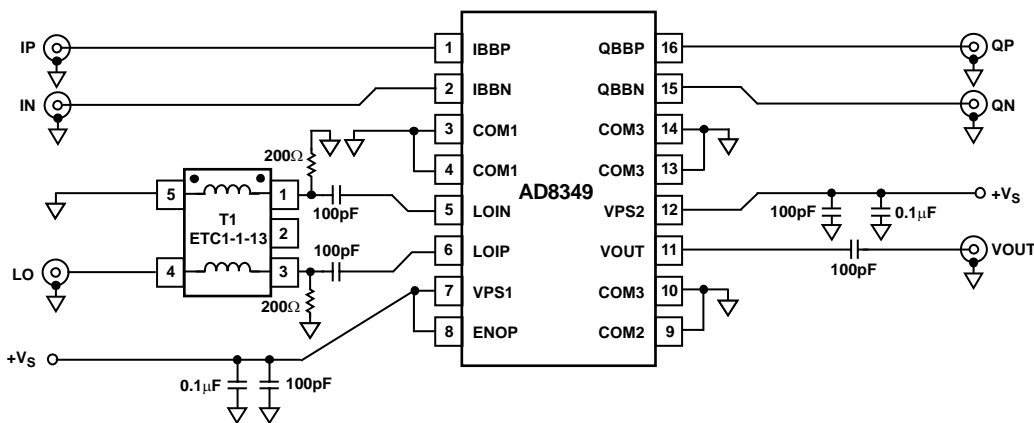 IP
1
IBBP
QBBP
16
QP
IN
2
IBBN
QBBN
15
QN
3
COM1
COM3
14
200Ω
4
COM1
COM3
13
AD8349
5
1
100pF
5
LOIN
VPS2
12
100pF
0.1μF
+VS
T1
ETC1-1-13
2
100pF
6
LOIP
VOUT
11
100pF
VOUT
LO
4
3
200Ω
7
VPS1
COM3
10
8
ENOP
COM2
9
+VS
0.1μF
100pF